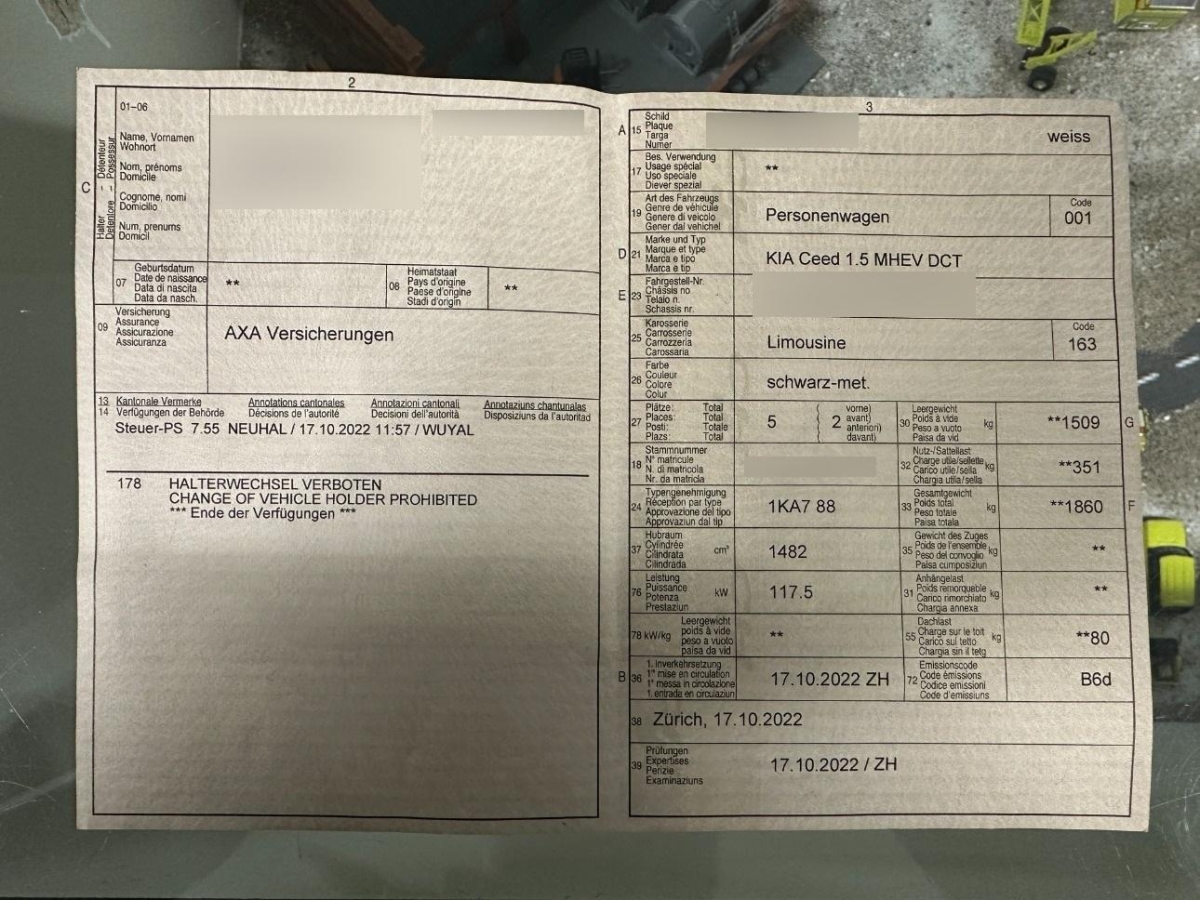 2
01-06
Name, Vornamen
Wohnort
Nom, prénoms
Domicile
Cognome, nomi
Domicilio
Num, prenums
Domicil
C
Halter – Détenteur
Detentore – Possessur
07
Geburtsdatum
Date de naissance
Data di nascita
Data da nasch.
**
08
Heimatstaat
Pays d'origine
Paese d'origine
Stadi d'origin
**
09
Versicherung
Assurance
Assicurazione
Assicuranza
AXA Versicherungen
13 Kantonale Vermerke Annotations cantonales Annotazioni cantonali Annotaziuns chantunalas
14 Verfügungen der Behörde Décisions de l'autorité Decisioni dell'autorità Disposiziuns da l'autoritad
Steuer-PS 7.55 NEUHAL / 17.10.2022 11:57 / WUYAL
178 HALTERWECHSEL VERBOTEN
CHANGE OF VEHICLE HOLDER PROHIBITED
*** Ende der Verfügungen ***
3
A 15
Schild
Plaque
Targa
Numer
weiss
17
Bes. Verwendung
Usage spécial
Uso speciale
Diever spezial
**
19
Art des Fahrzeugs
Genre de véhicule
Genere di veicolo
Gener dal vehichel
Personenwagen
Code
001
D 21
Marke und Typ
Marque et type
Marca e tipo
Marca e tip
KIA Ceed 1.5 MHEV DCT
E 23
Fahrgestell-Nr.
Châssis no
Telaio n.
Schassis nr.
25
Karosserie
Carrosserie
Carrozzeria
Carossaria
Limousine
Code
163
26
Farbe
Couleur
Colore
Colur
schwarz-met.
27
Plätze: Total
Places: Total
Posti: Totale
Plazs: Total
5
2
vorne)
avant)
anteriori)
davant)
30
Leergewicht
Poids à vide
Peso a vuoto
Paisa da vid
kg
**1509
G
18
Stammnummer
N° matricule
N. di matricola
Nr. da matricla
32
Nutz-/Sattellast
Charge utile/sellette
Carico utile/sella
Chargia utila/sella
kg
**351
24
Typengenehmigung
Réception par type
Approvazione del tipo
Approvaziun dal tip
1KA7 88
33
Gesamtgewicht
Poids total
Peso totale
Paisa totala
kg
**1860
F
37
Hubraum
Cylindrée
Cilindrata
Cilindrada
cm³
1482
35
Gewicht des Zuges
Poids de l'ensemble
Peso del convoglio
Paisa cumposiziun
kg
**
76
Leistung
Puissance
Potenza
Prestaziun
kW
117.5
31
Anhängelast
Poids remorquable
Carico rimorchiato
Chargia annexa
kg
**
78 kW/kg
Leergewicht
poids à vide
peso a vuoto
paisa da vid
**
55
Dachlast
Charge sur le toit
Carico sul tetto
Chargia sin il tetg
kg
**80
B 36
1. Inverkehrsetzung
1re mise en circulation
1a messa in circolazione
1. entrada en circulaziun
17.10.2022 ZH
72
Emissionscode
Code émissions
Codice emissioni
Code d'emissiuns
B6d
38 Zürich, 17.10.2022
39
Prüfungen
Expertises
Perizie
Examinaziuns
17.10.2022 / ZH